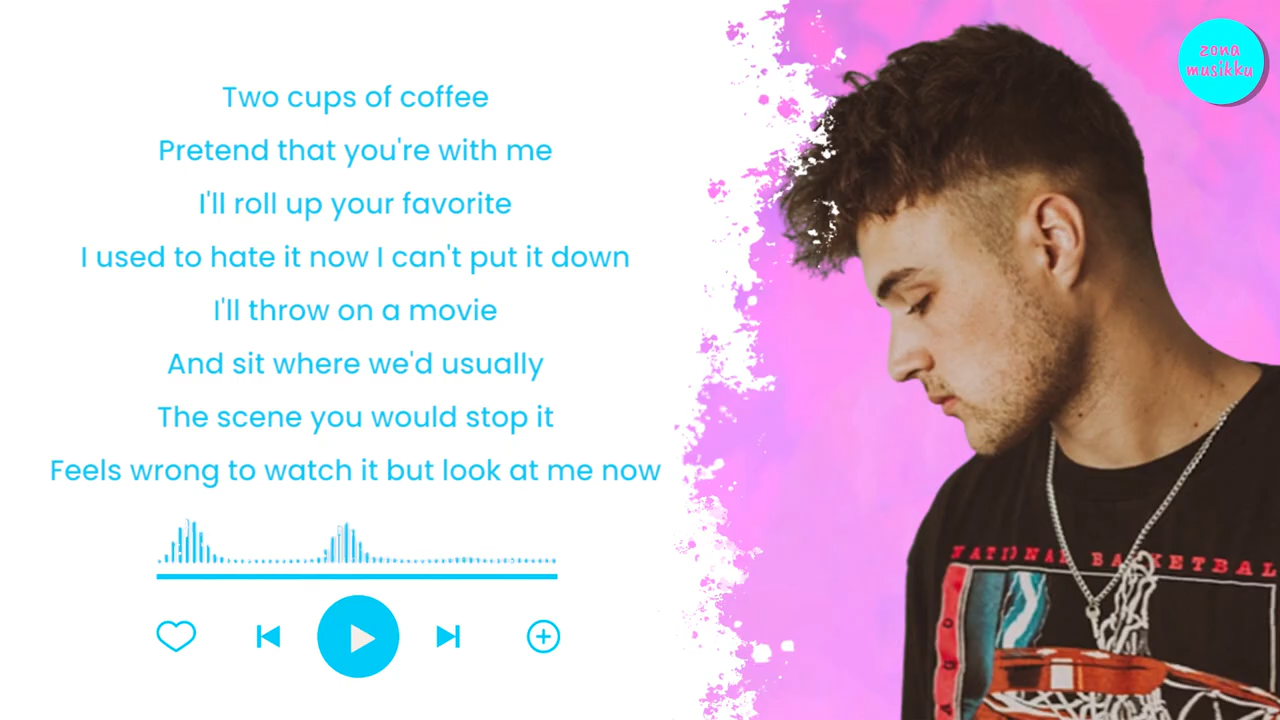 Two cups of coffee
Pretend that you're with me
I'll roll up your favorite
I used to hate it now I can't put it down
I'll throw on a movie
And sit where we'd usually
The scene you would stop it
Feels wrong to watch it but look at me now
zona
musikku
NATIONAL BASKETBAL